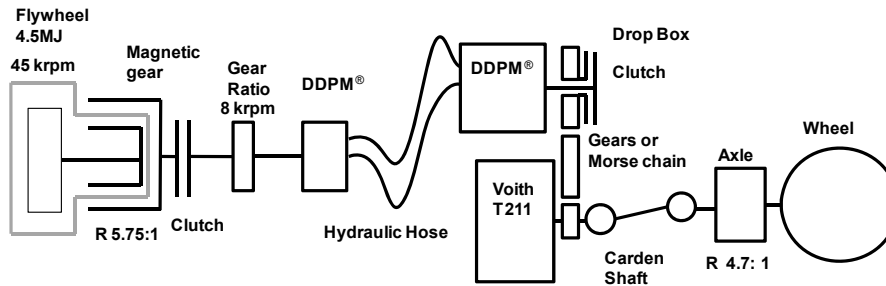 Flywheel
4.5MJ
45 krpm
Magnetic
gear
Gear
Ratio
8 krpm
DDPM®
DDPM®
Drop Box
Clutch
Gears or
Morse chain
Wheel
Axle
Voith
T211
Clutch
R 5.75:1
Hydraulic Hose
Carden
Shaft
R 4.7: 1